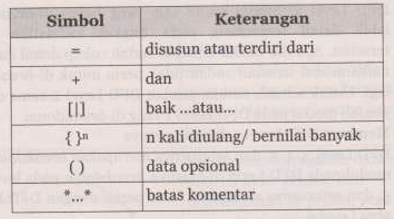 Simbol Keterangan
= disusun atau terdiri dari
+ dan
[|] baik ...atau...
{ }ⁿ n kali diulang/ bernilai banyak
( ) data opsional
*...* batas komentar